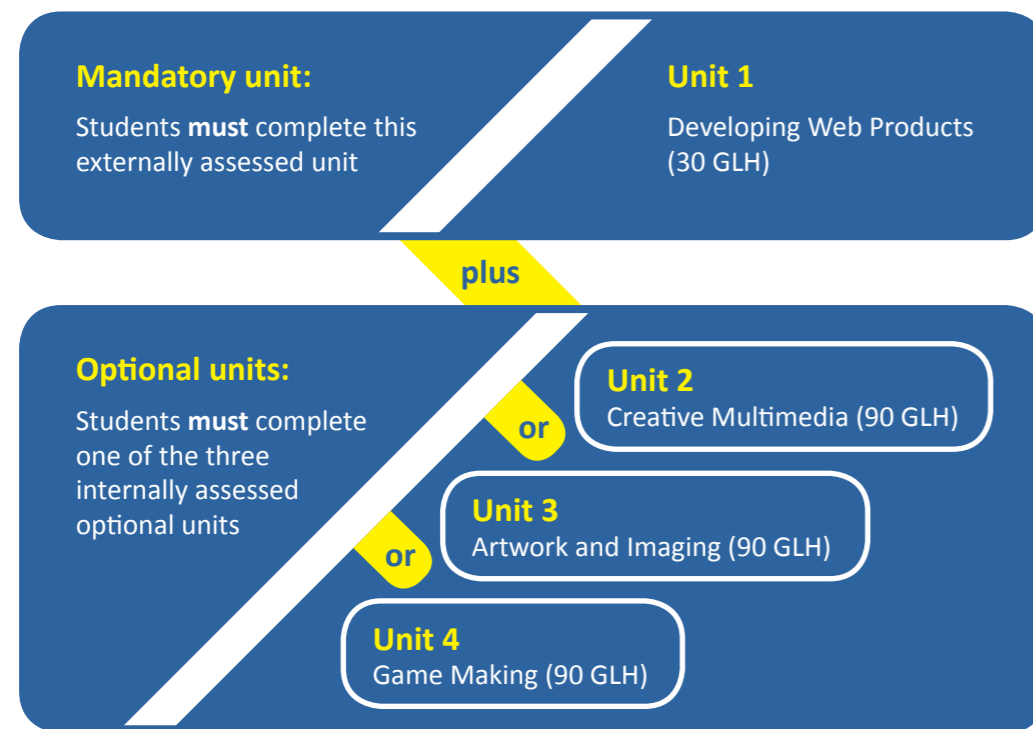 Mandatory unit:
Students must complete this
externally assessed unit
Unit 1
Developing Web Products
(30 GLH)
plus
Optional units:
Students must complete
one of the three
internally assessed
optional units
Unit 2
Creative Multimedia (90 GLH)
or
Unit 3
Artwork and Imaging (90 GLH)
or
Unit 4
Game Making (90 GLH)